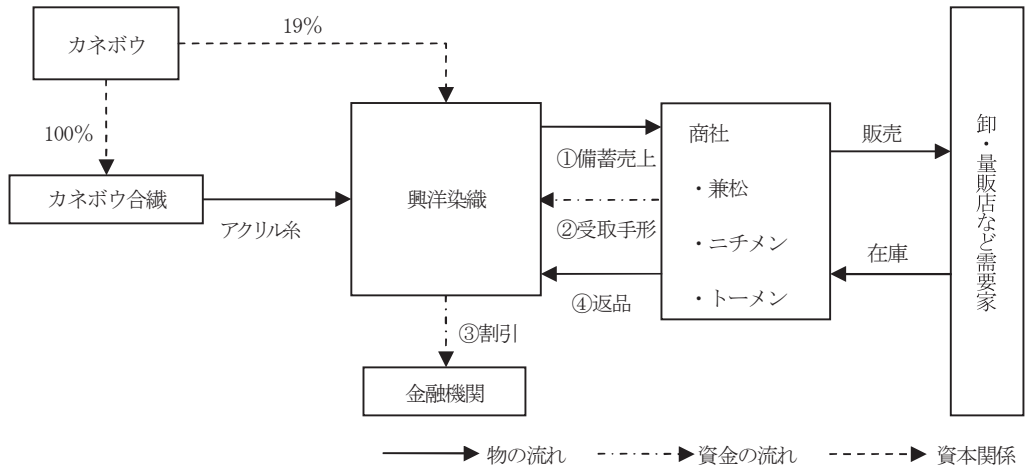 カネボウ
19%
100%
カネボウ合繊
アクリル糸
興洋染織
①備蓄売上
②受取手形
④返品
③割引
金融機関
商社
・兼松
・ニチメン
・トーメン
販売
在庫
卸・量販店など需要家
物の流れ
資金の流れ
資本関係